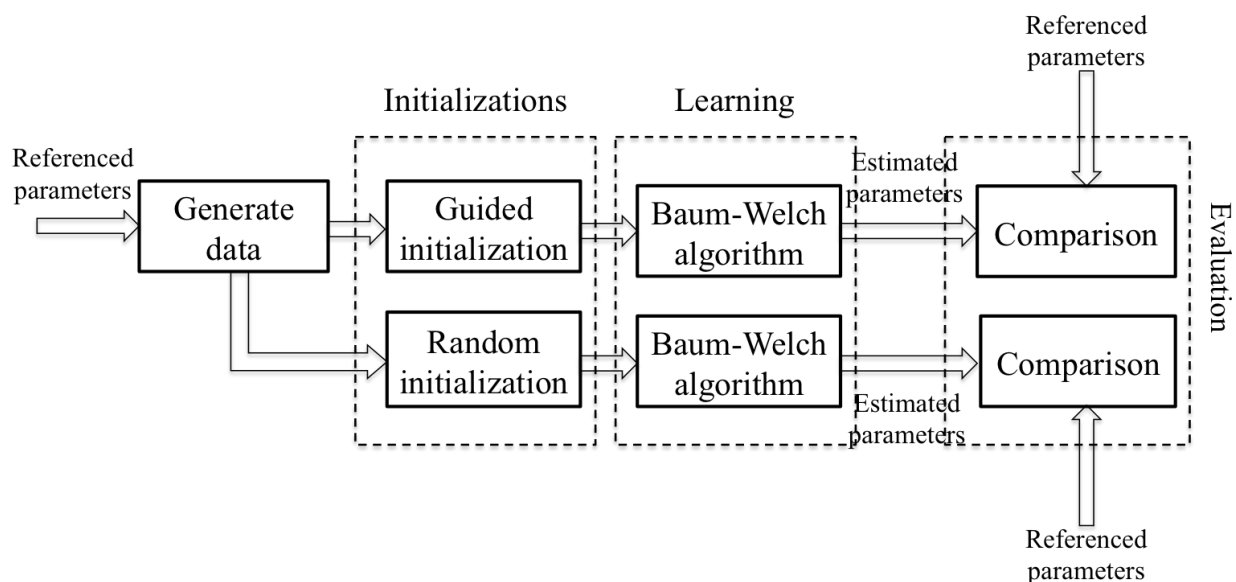 Referenced
parameters
Initializations
Learning
Referenced
parameters
Generate
data
Guided
initialization
Baum-Welch
algorithm
Estimated
parameters
Comparison
Evaluation
Random
initialization
Baum-Welch
algorithm
Estimated
parameters
Comparison
Referenced
parameters